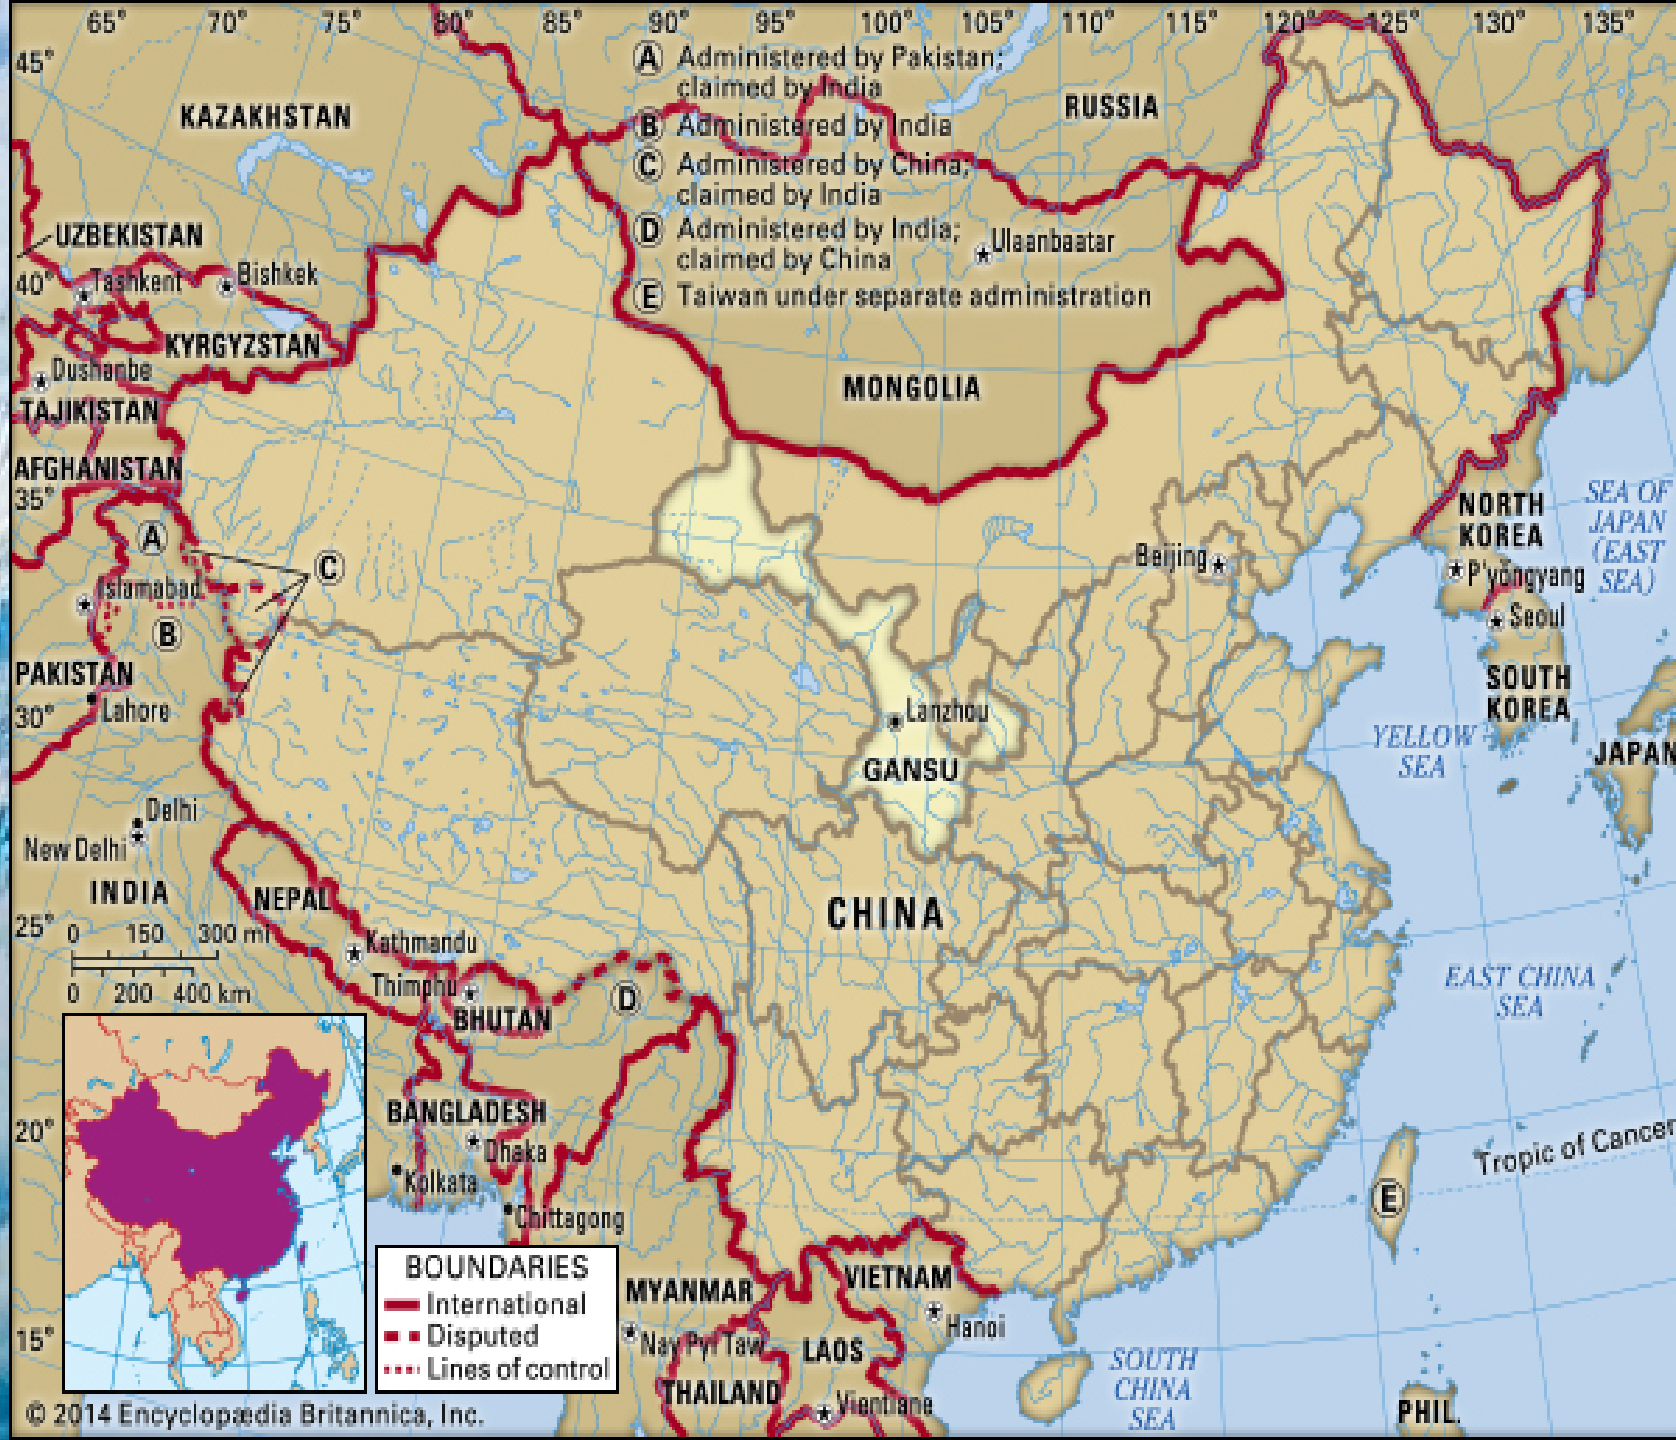 65° 70° 75° 80° 85° 90° 95° 100° 105° 110° 115° 120° 125° 130° 135°
45°
40°
35°
30°
25°
20°
15°
Ⓐ Administered by Pakistan;
claimed by India
Ⓑ Administered by India
Ⓒ Administered by China;
claimed by India
Ⓓ Administered by India;
claimed by China
Ⓔ Taiwan under separate administration
KAZAKHSTAN
RUSSIA
UZBEKISTAN
Tashkent
Bishkek
Ulaanbaatar
KYRGYZSTAN
Dushanbe
TAJIKISTAN
MONGOLIA
AFGHANISTAN
NORTH
KOREA
SEA OF
JAPAN
(EAST
SEA)
A
C
Beijing
P'yŏngyang
Islamabad
B
Seoul
PAKISTAN
Lahore
SOUTH
KOREA
Lanzhou
YELLOW
SEA
JAPAN
GANSU
Delhi
New Delhi
INDIA
NEPAL
CHINA
0 150 300 mi
0 200 400 km
Kathmandu
Thimphu
D
BHUTAN
EAST CHINA
SEA
BANGLADESH
Dhaka
Kolkata
Chittagong
Tropic of Cancer
E
BOUNDARIES
International
Disputed
Lines of control
MYANMAR
Nay Pyi Taw
VIETNAM
Hanoi
LAOS
THAILAND
Vientiane
SOUTH
CHINA
SEA
PHIL.
© 2014 Encyclopædia Britannica, Inc.